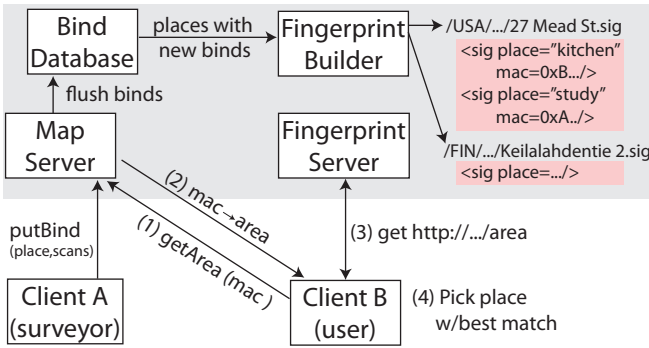 Bind
Database
places with
new binds
Fingerprint
Builder
/USA/.../27 Mead St.sig
<sig place="kitchen"
mac=0xB.../>
<sig place="study"
mac=0xA../>
flush binds
Map
Server
Fingerprint
Server
/FIN/.../Keilalahdentie 2.sig
<sig place=.../>
(2) mac→area
(1) getArea (mac )
putBind
(place,scans)
(3) get http://.../area
Client A
(surveyor)
Client B
(user)
(4) Pick place
w/best match